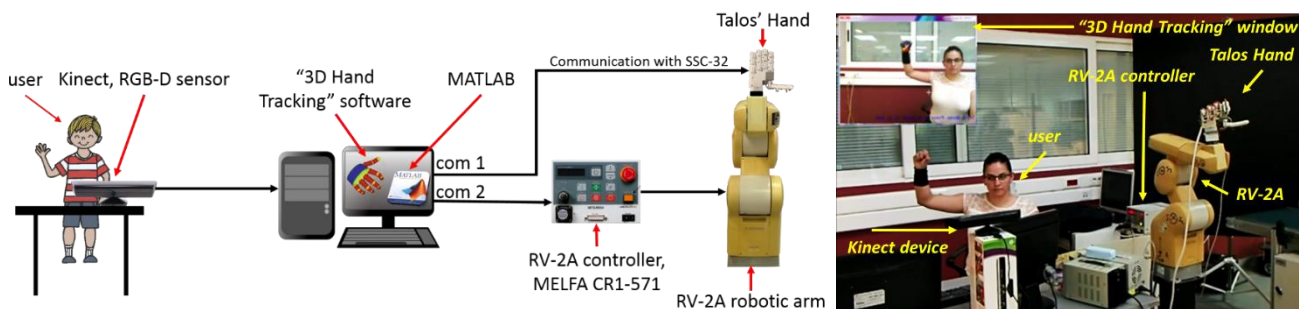 Talos’ Hand
user
Kinect, RGB-D sensor
“3D Hand
Tracking” software
MATLAB
Communication with SSC-32
com 1
com 2
MATLAB
RV-2A controller,
MELFA CR1-571
RV-2A robotic arm
“3D Hand Tracking” window
Talos Hand
RV-2A controller
user
RV-2A
Kinect device